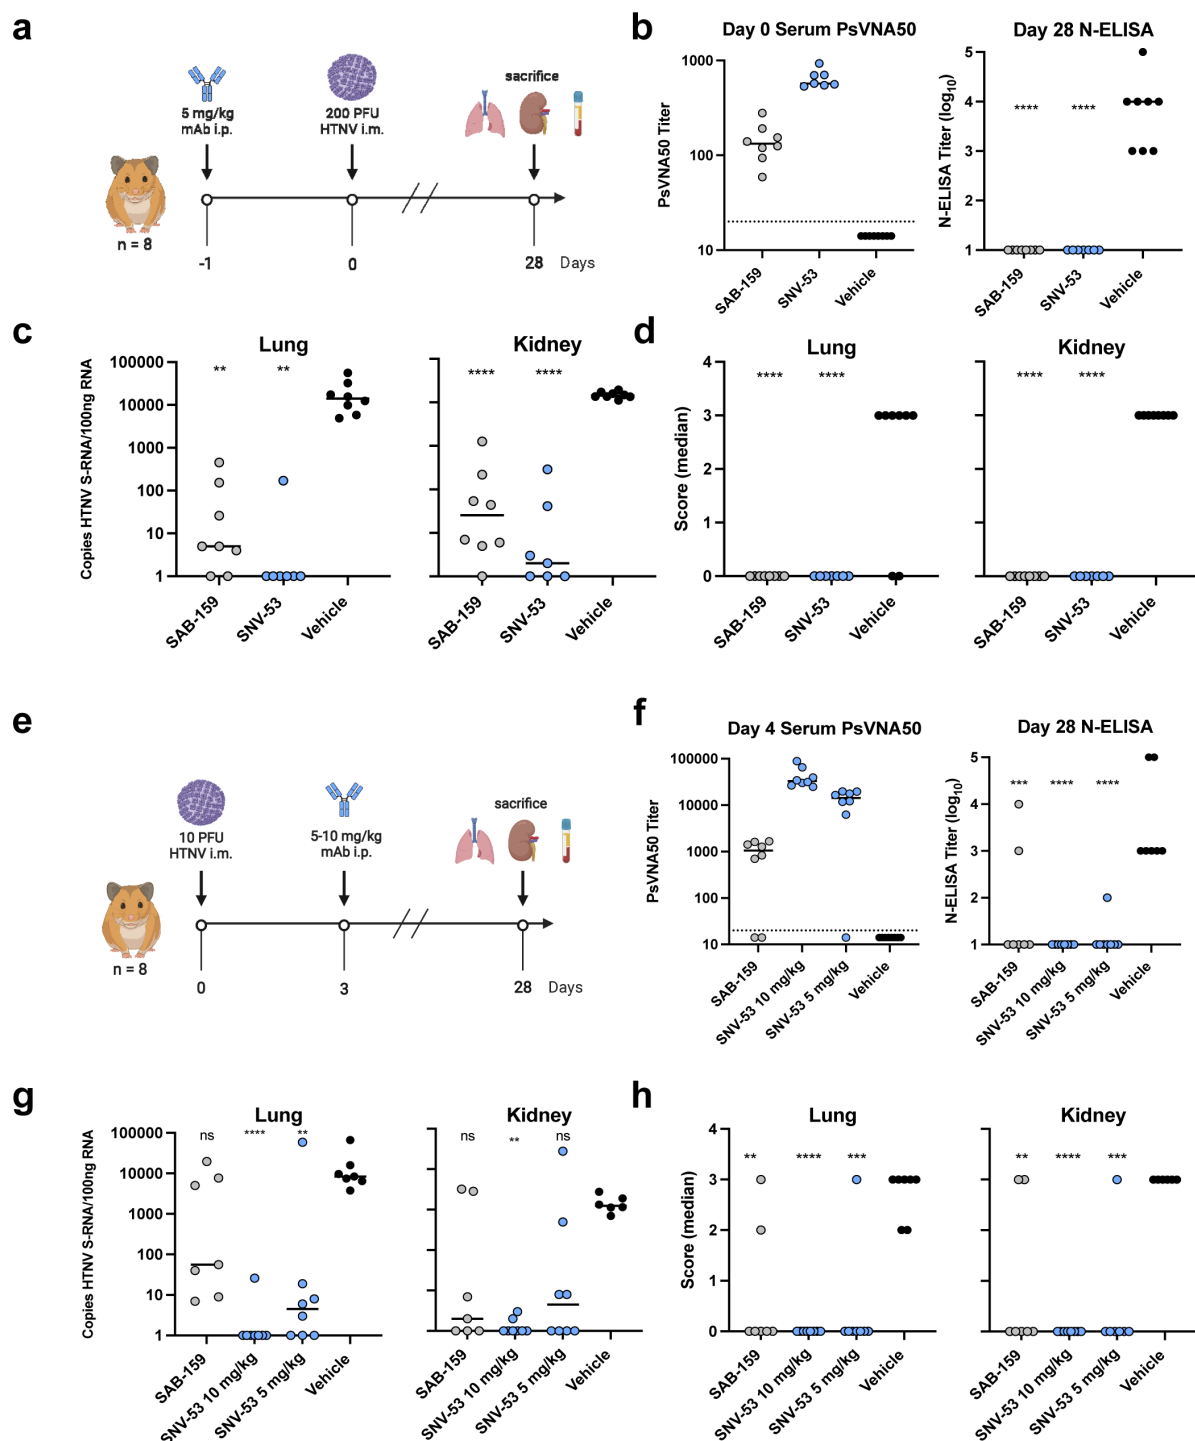 a
5 mg/kg
mAb i.p.
200 PFU
HTNV i.m.
sacrifice
n = 8
-1
0
28
Days
b
Day 0 Serum PsVNA50
PsVNA50 Titer
1000
100
10
SAB-159
SNV-53
Vehicle
Day 28 N-ELISA
N-ELISA Titer (log10)
5
4
3
2
1
**** ****
SAB-159
SNV-53
Vehicle
c
Lung
Copies HTNV S-RNA/100ng RNA
100000
10000
1000
100
10
1
** **
SAB-159
SNV-53
Vehicle
Kidney
**** ****
SAB-159
SNV-53
Vehicle
d
Lung
Score (median)
4
3
2
1
0
**** ****
SAB-159
SNV-53
Vehicle
Kidney
**** ****
SAB-159
SNV-53
Vehicle
e
10 PFU
HTNV i.m.
5-10 mg/kg
mAb i.p.
sacrifice
n = 8
0
3
28
Days
f
Day 4 Serum PsVNA50
PsVNA50 Titer
100000
10000
1000
100
10
SAB-159
SNV-53 10 mg/kg
SNV-53 5 mg/kg
Vehicle
Day 28 N-ELISA
N-ELISA Titer (log10)
5
4
3
2
1
*** **** ****
SAB-159
SNV-53 10 mg/kg
SNV-53 5 mg/kg
Vehicle
g
Lung
Copies HTNV S-RNA/100ng RNA
100000
10000
1000
100
10
1
ns **** **
SAB-159
SNV-53 10 mg/kg
SNV-53 5 mg/kg
Vehicle
Kidney
ns ** ns
SAB-159
SNV-53 10 mg/kg
SNV-53 5 mg/kg
Vehicle
h
Lung
Score (median)
4
3
2
1
0
** **** ***
SAB-159
SNV-53 10 mg/kg
SNV-53 5 mg/kg
Vehicle
Kidney
** **** ***
SAB-159
SNV-53 10 mg/kg
SNV-53 5 mg/kg
Vehicle